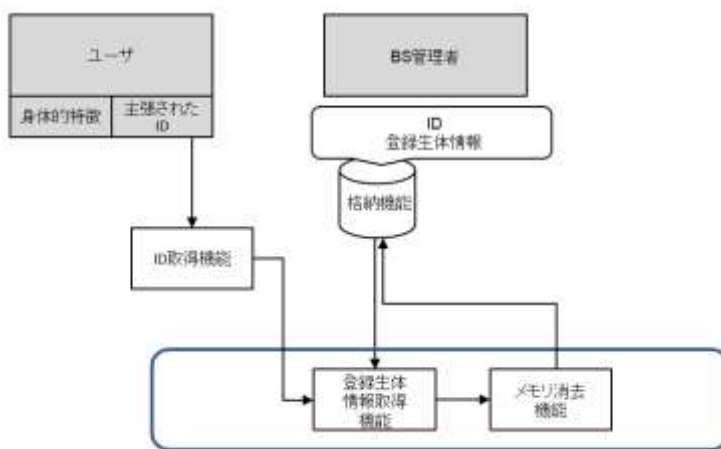 ユーザ
身体的特徴
主張された
ID
BS管理者
ID
登録生体情報
格納機能
ID取得機能
登録生体
情報取得
機能
メモリ消去
機能